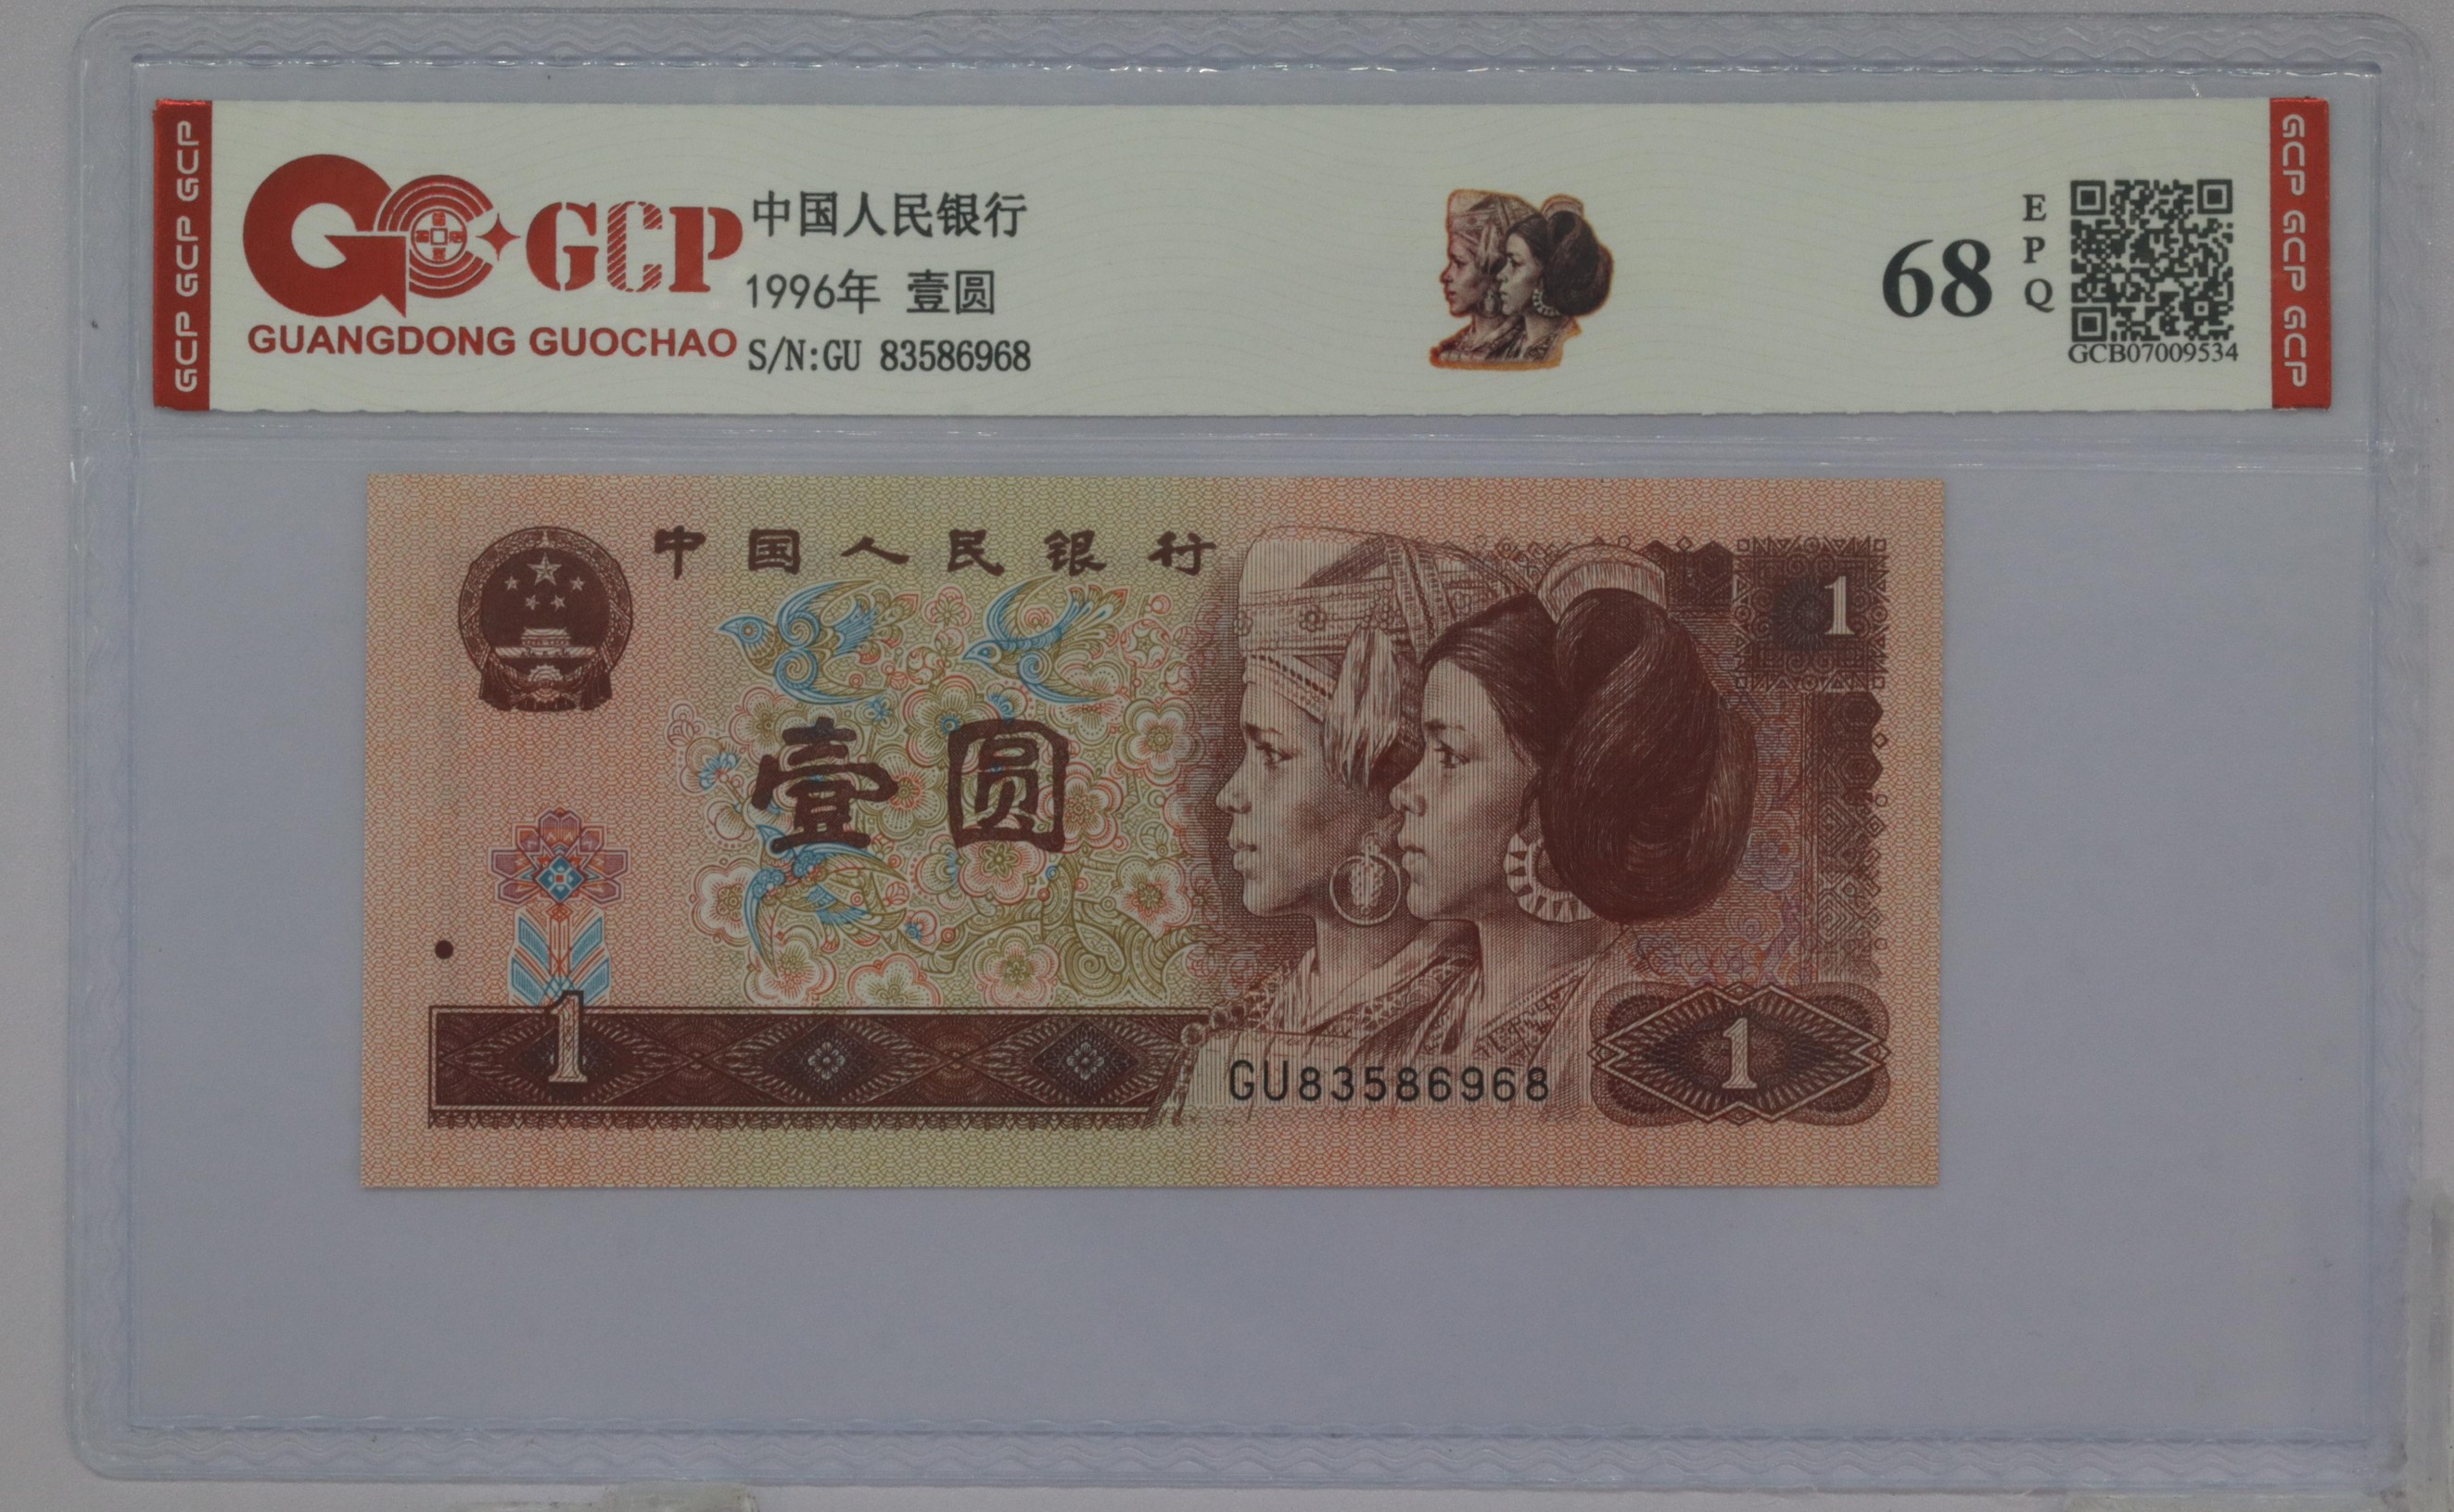 GCP GCP GCP
GCP
中国人民银行
1996年 壹圆
GUANGDONG GUOCHAO
S/N:GU 83586968
68
E
P
Q
GCB07009534
GCP GCP GCP
中国人民银行
1
壹圆
1
GU83586968
1